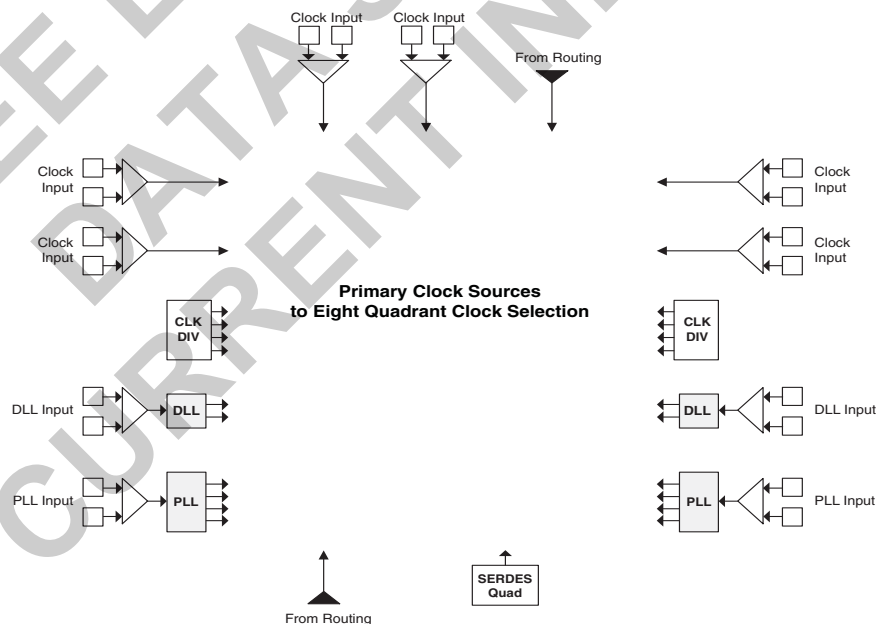 Clock Input Clock Input
From Routing
Clock
Input
Clock
Input
Clock
Input
Clock
Input
Primary Clock Sources
to Eight Quadrant Clock Selection
CLK
DIV
CLK
DIV
DLL Input
DLL
DLL
DLL Input
PLL Input
PLL
PLL
PLL Input
SERDES
Quad
From Routing
CURRENT